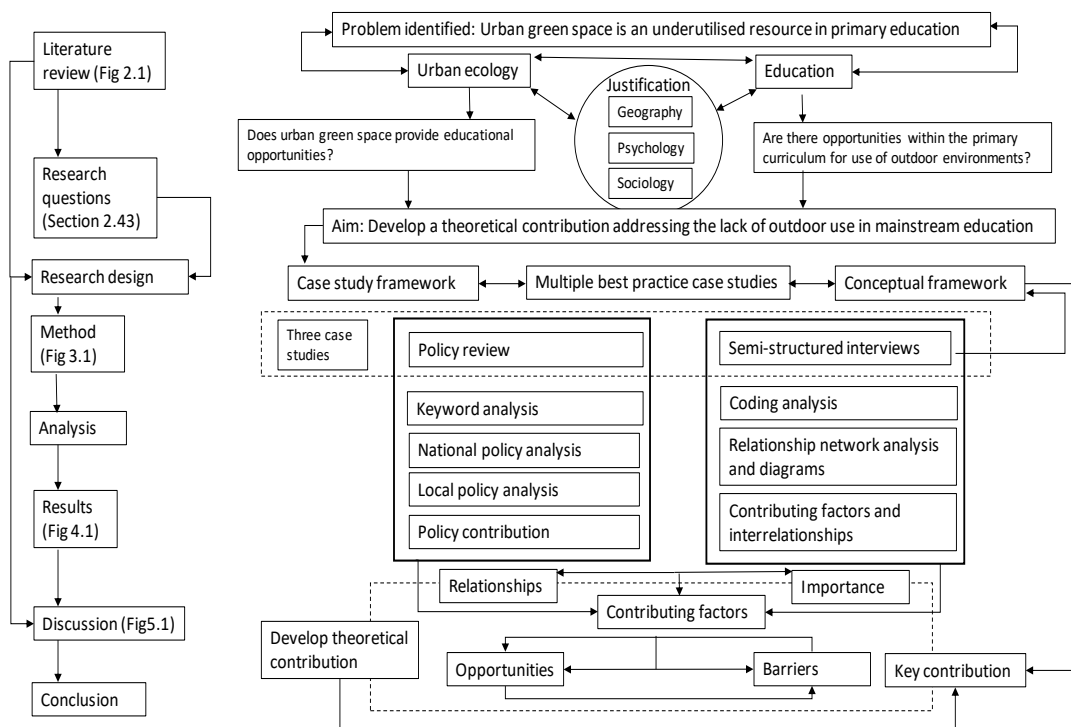 Literature
review (Fig 2.1)
Research
questions
(Section 2.43)
Research design
Method
(Fig 3.1)
Analysis
Results
(Fig 4.1)
Discussion (Fig5.1)
Conclusion
Problem identified: Urban green space is an underutilised resource in primary education
Urban ecology
Education
Justification
Geography
Psychology
Sociology
Does urban green space provide educational
opportunities?
Are there opportunities within the primary
curriculum for use of outdoor environments?
Aim: Develop a theoretical contribution addressing the lack of outdoor use in mainstream education
Case study framework
Multiple best practice case studies
Conceptual framework
Three case
studies
Policy review
Keyword analysis
National policy analysis
Local policy analysis
Policy contribution
Semi-structured interviews
Coding analysis
Relationship network analysis
and diagrams
Contributing factors and
interrelationships
Relationships
Importance
Contributing factors
Develop theoretical
contribution
Opportunities
Barriers
Key contribution